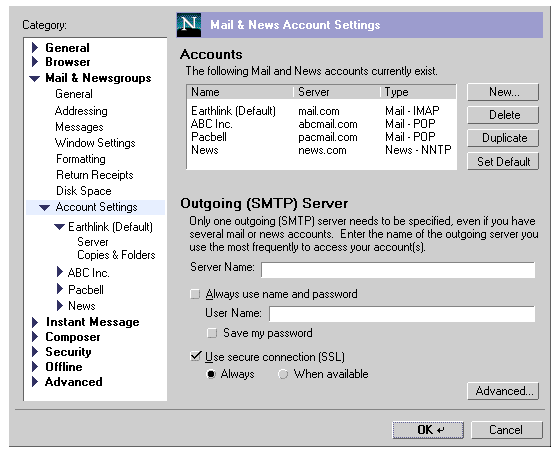 Category:
General
Browser
Mail & Newsgroups
General
Addressing
Messages
Window Settings
Formatting
Return Receipts
Disk Space
Account Settings
Earthlink (Default)
Server
Copies & Folders
ABC Inc.
Pacbell
News
Instant Message
Composer
Security
Offline
Advanced
N Mail & News Account Settings
Accounts
The following Mail and News accounts currently exist.
Name Server Type
Earthlink (Default) mail.com Mail - IMAP
ABC Inc. abcmail.com Mail - POP
Pacbell pacmail.com Mail - POP
News news.com News - NNTP
New...
Delete
Duplicate
Set Default
Outgoing (SMTP) Server
Only one outgoing (SMTP) server needs to be specified, even if you have
several mail or news accounts. Enter the name of the outgoing server you
use the most frequently to access your account(s).
Server Name:
Always use name and password
User Name:
Save my password
Use secure connection (SSL)
Always When available
Advanced...
OK ↵ Cancel